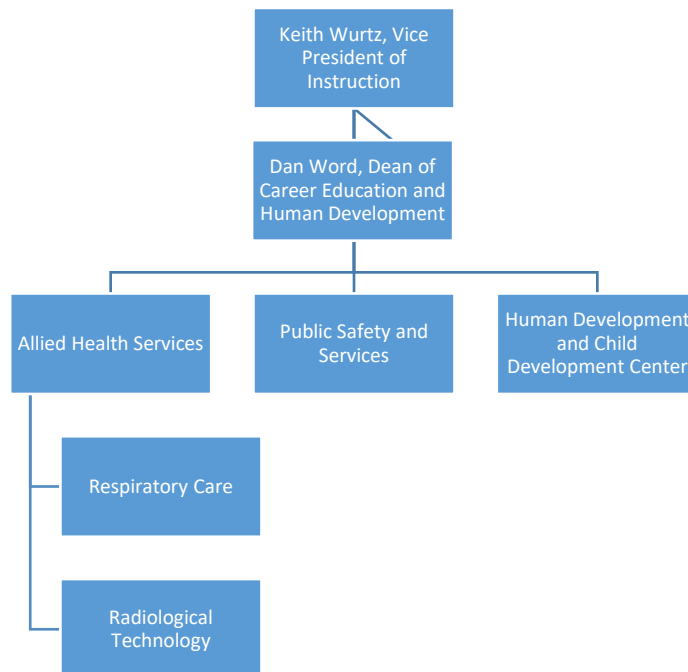 Keith Wurtz, Vice
President of
Instruction
Dan Word, Dean of
Career Education and
Human Development
Allied Health Services
Public Safety and
Services
Human Development
and Child
Development Center
Respiratory Care
Radiological
Technology